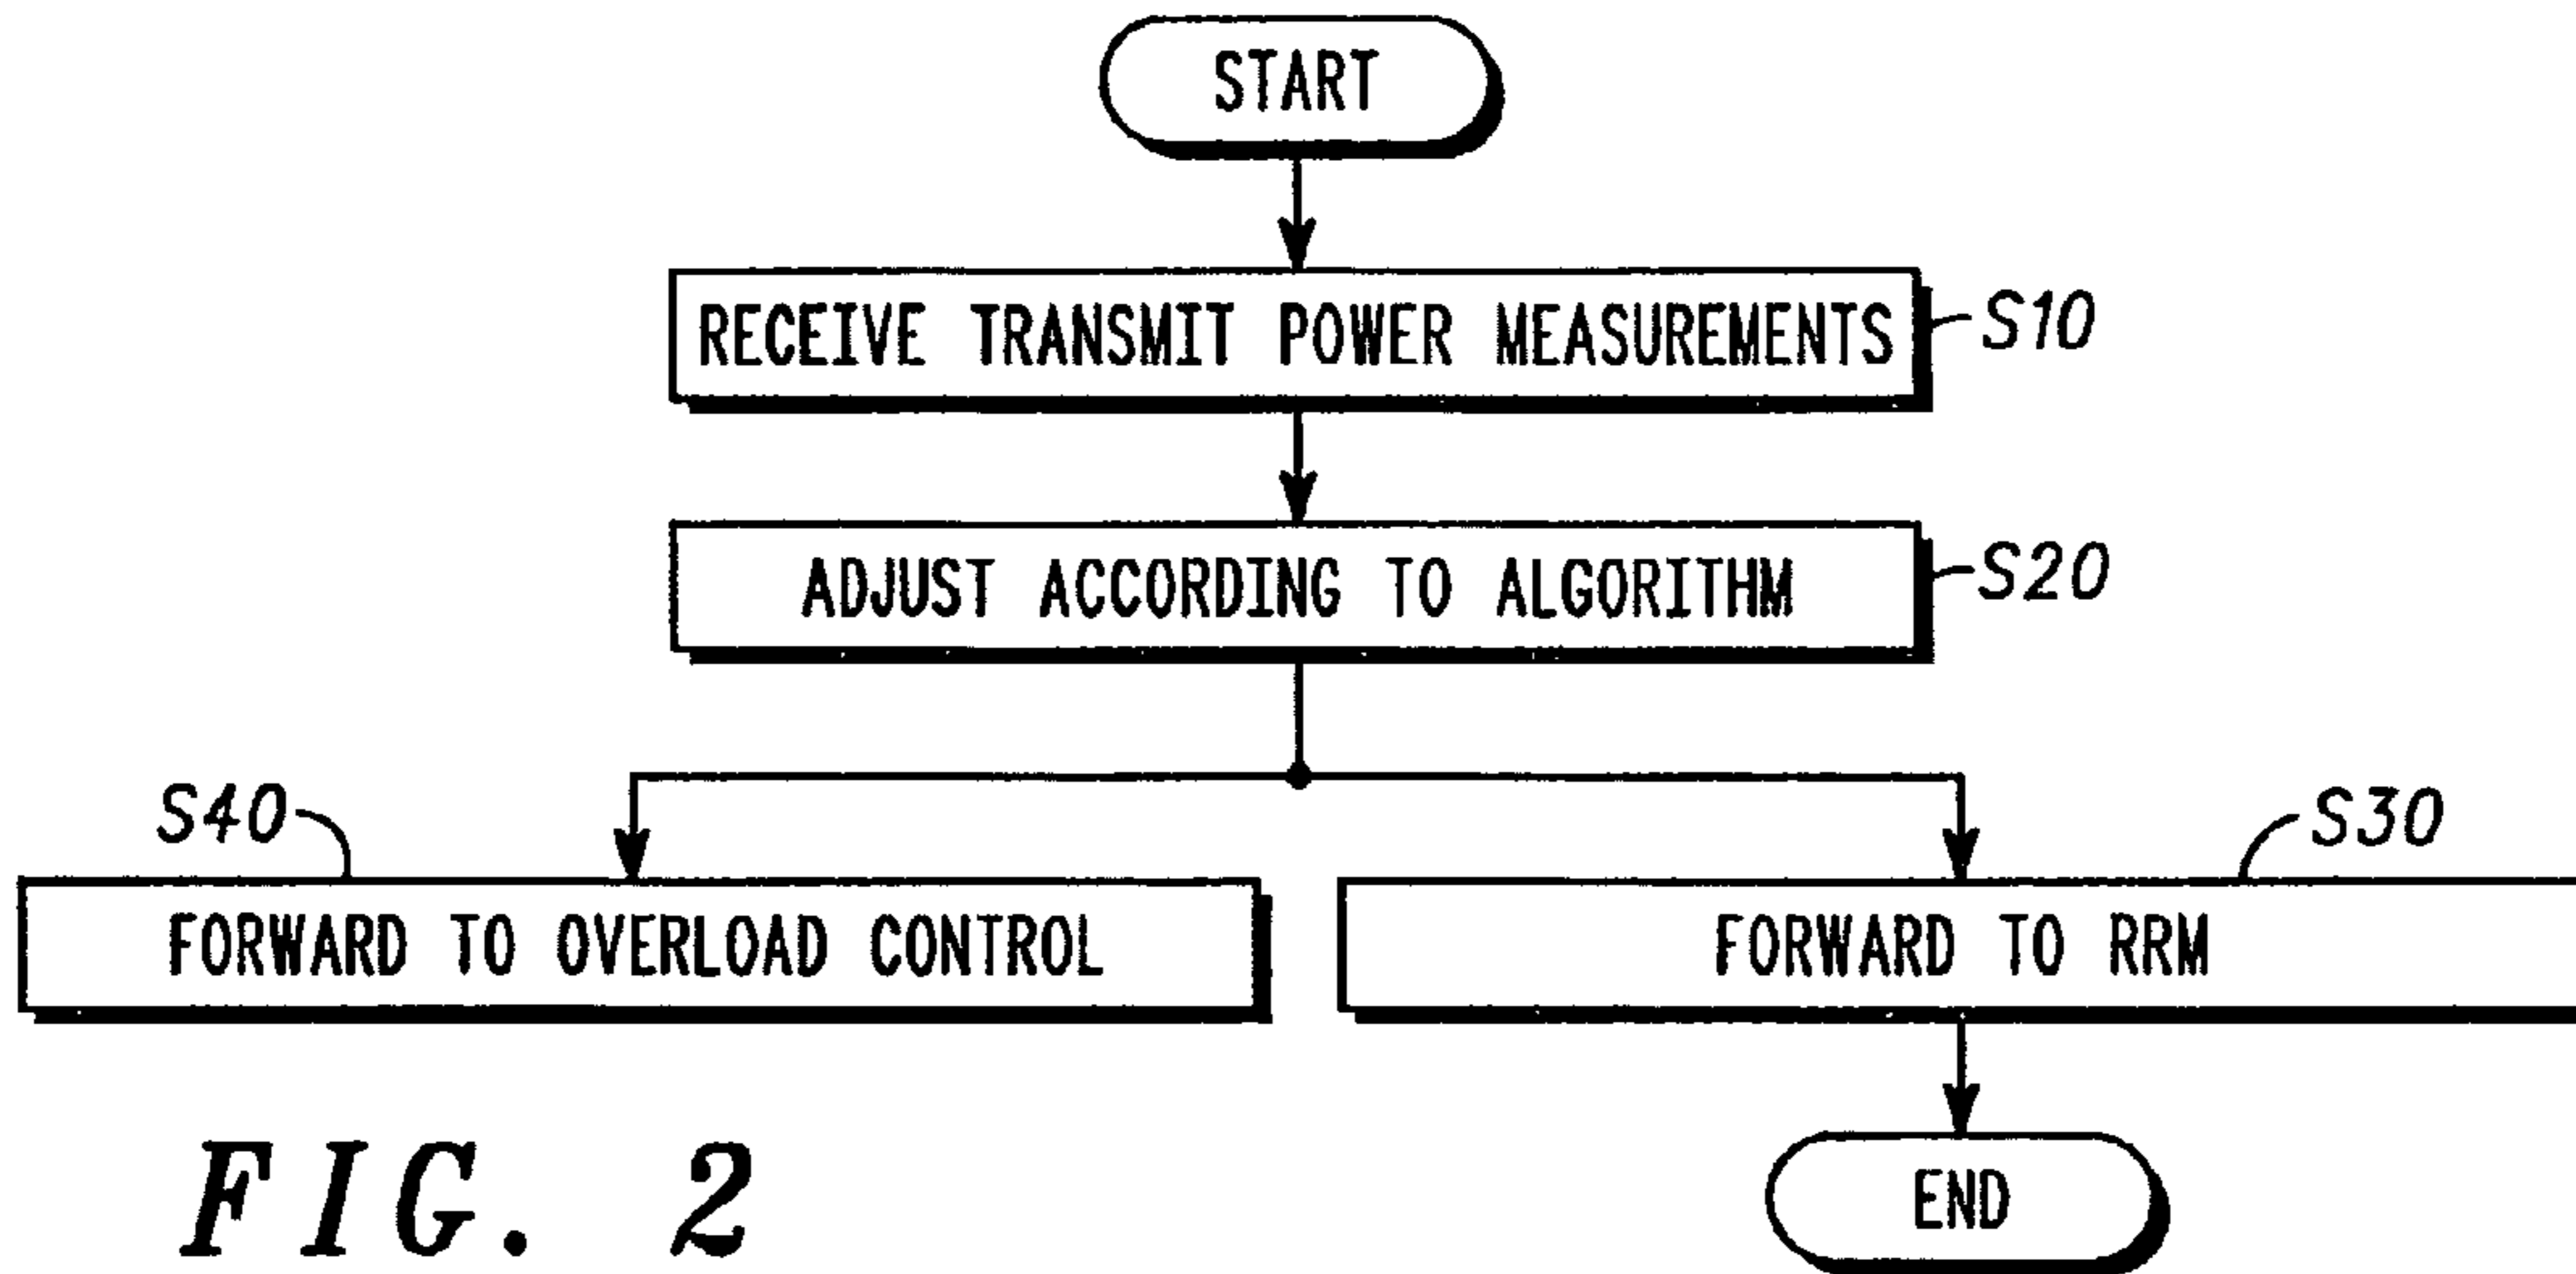 START
RECEIVE TRANSMIT POWER MEASUREMENTS
S10
ADJUST ACCORDING TO ALGORITHM
S20
S40
S30
FORWARD TO OVERLOAD CONTROL
FORWARD TO RRM
END
FIG. 2